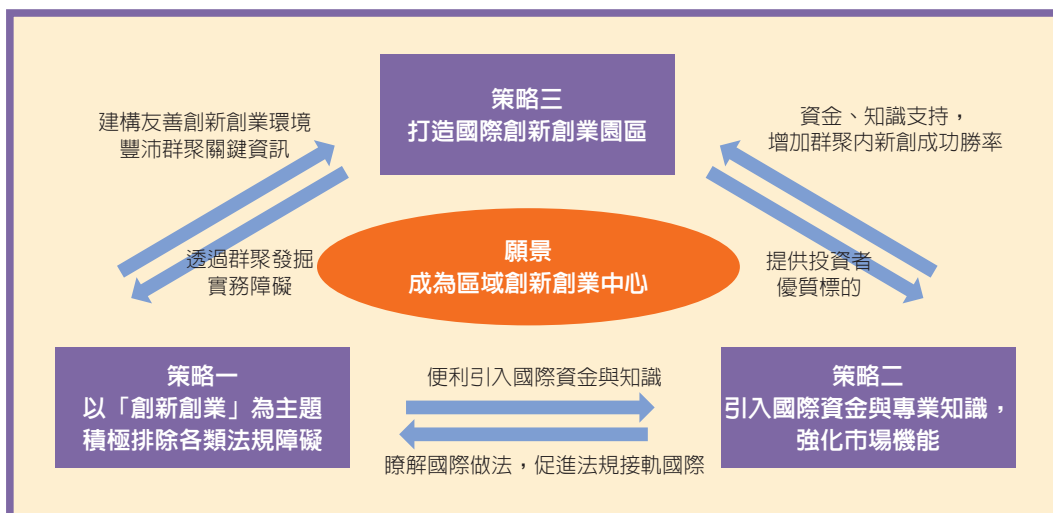 策略三
打造國際創新創業園區
建構友善創新創業環境
豐沛群聚關鍵資訊
資金、知識支持，
增加群聚內新創成功勝率
透過群聚發掘
實務障礙
願景
成為區域創新創業中心
提供投資者
優質標的
策略一
以「創新創業」為主題
積極排除各類法規障礙
便利引入國際資金與知識
瞭解國際做法，促進法規接軌國際
策略二
引入國際資金與專業知識，
強化市場機能